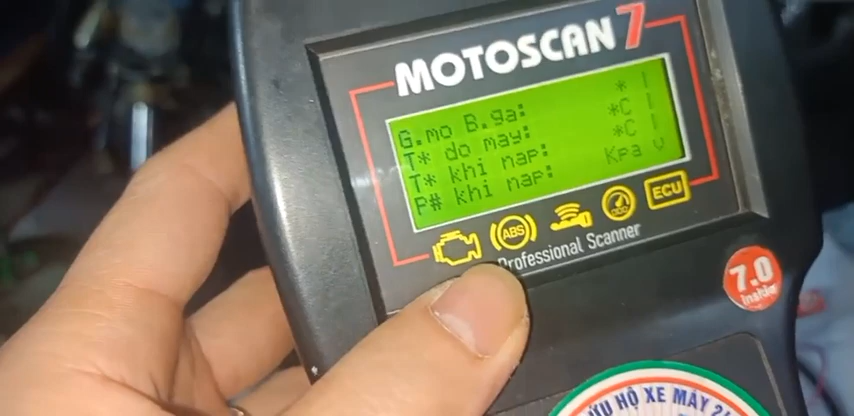 MOTOSCAN 7
G.mo B.ga: *
T* do may: *C
T* khi nap: *C
P# khi nap: Kpa
ABS
ECU
Professional Scanner
7.0
HỘ XE MÁY